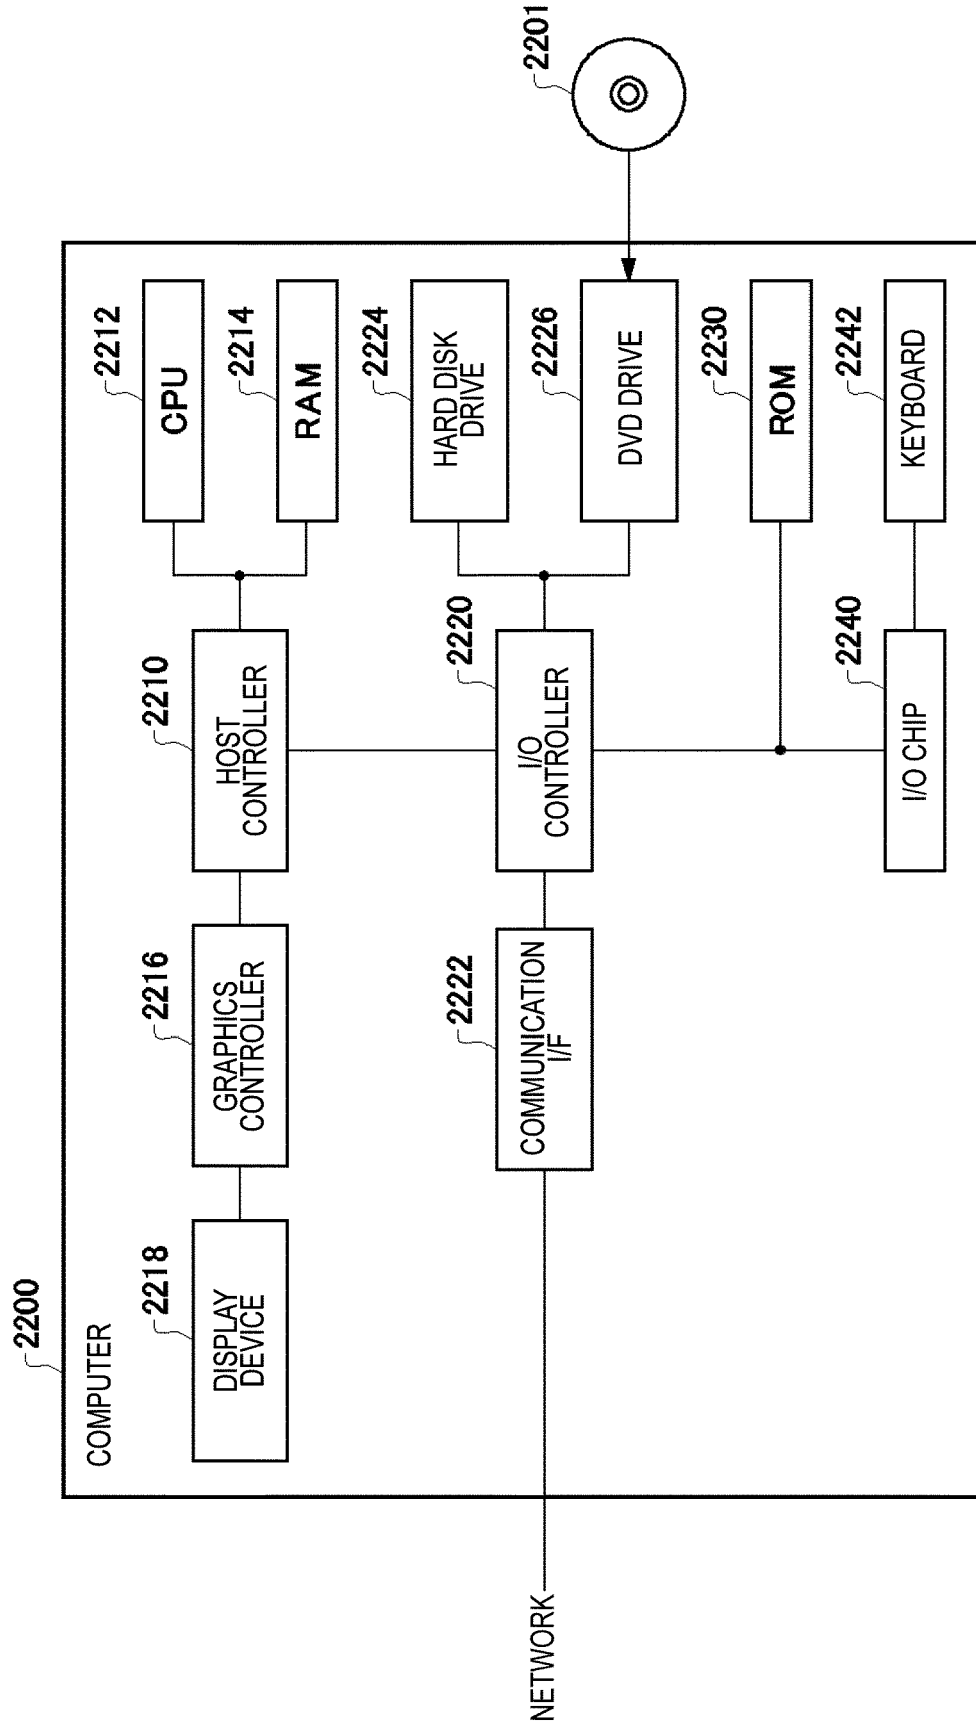 2200
COMPUTER
2218
DISPLAY
DEVICE
2216
GRAPHICS
CONTROLLER
2210
HOST
CONTROLLER
2212
CPU
2214
RAM
NETWORK
2222
COMMUNICATION
I/F
2220
I/O
CONTROLLER
2224
HARD DISK
DRIVE
2226
DVD DRIVE
2201
2230
ROM
2240
I/O CHIP
2242
KEYBOARD